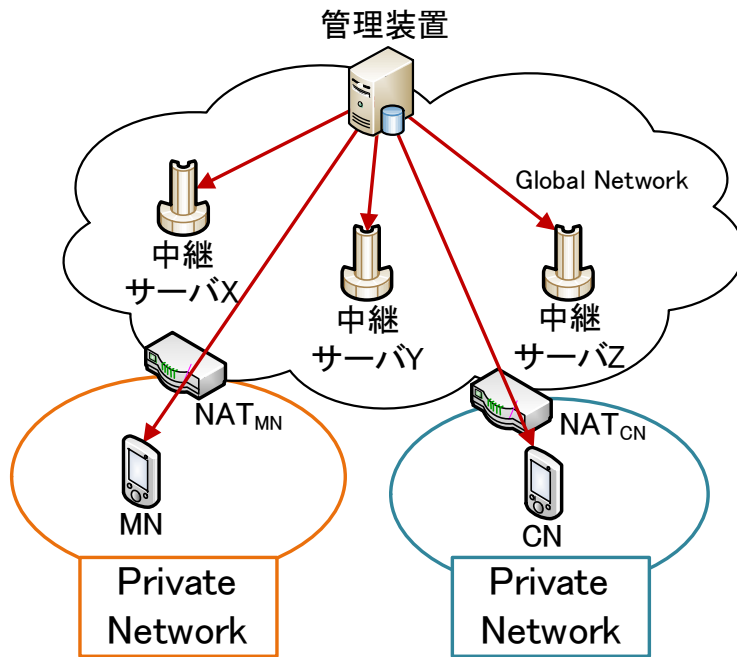 管理装置
Global Network
中継
サーバX
中継
サーバY
中継
サーバZ
NATMN
NATCN
MN
CN
Private
Network
Private
Network